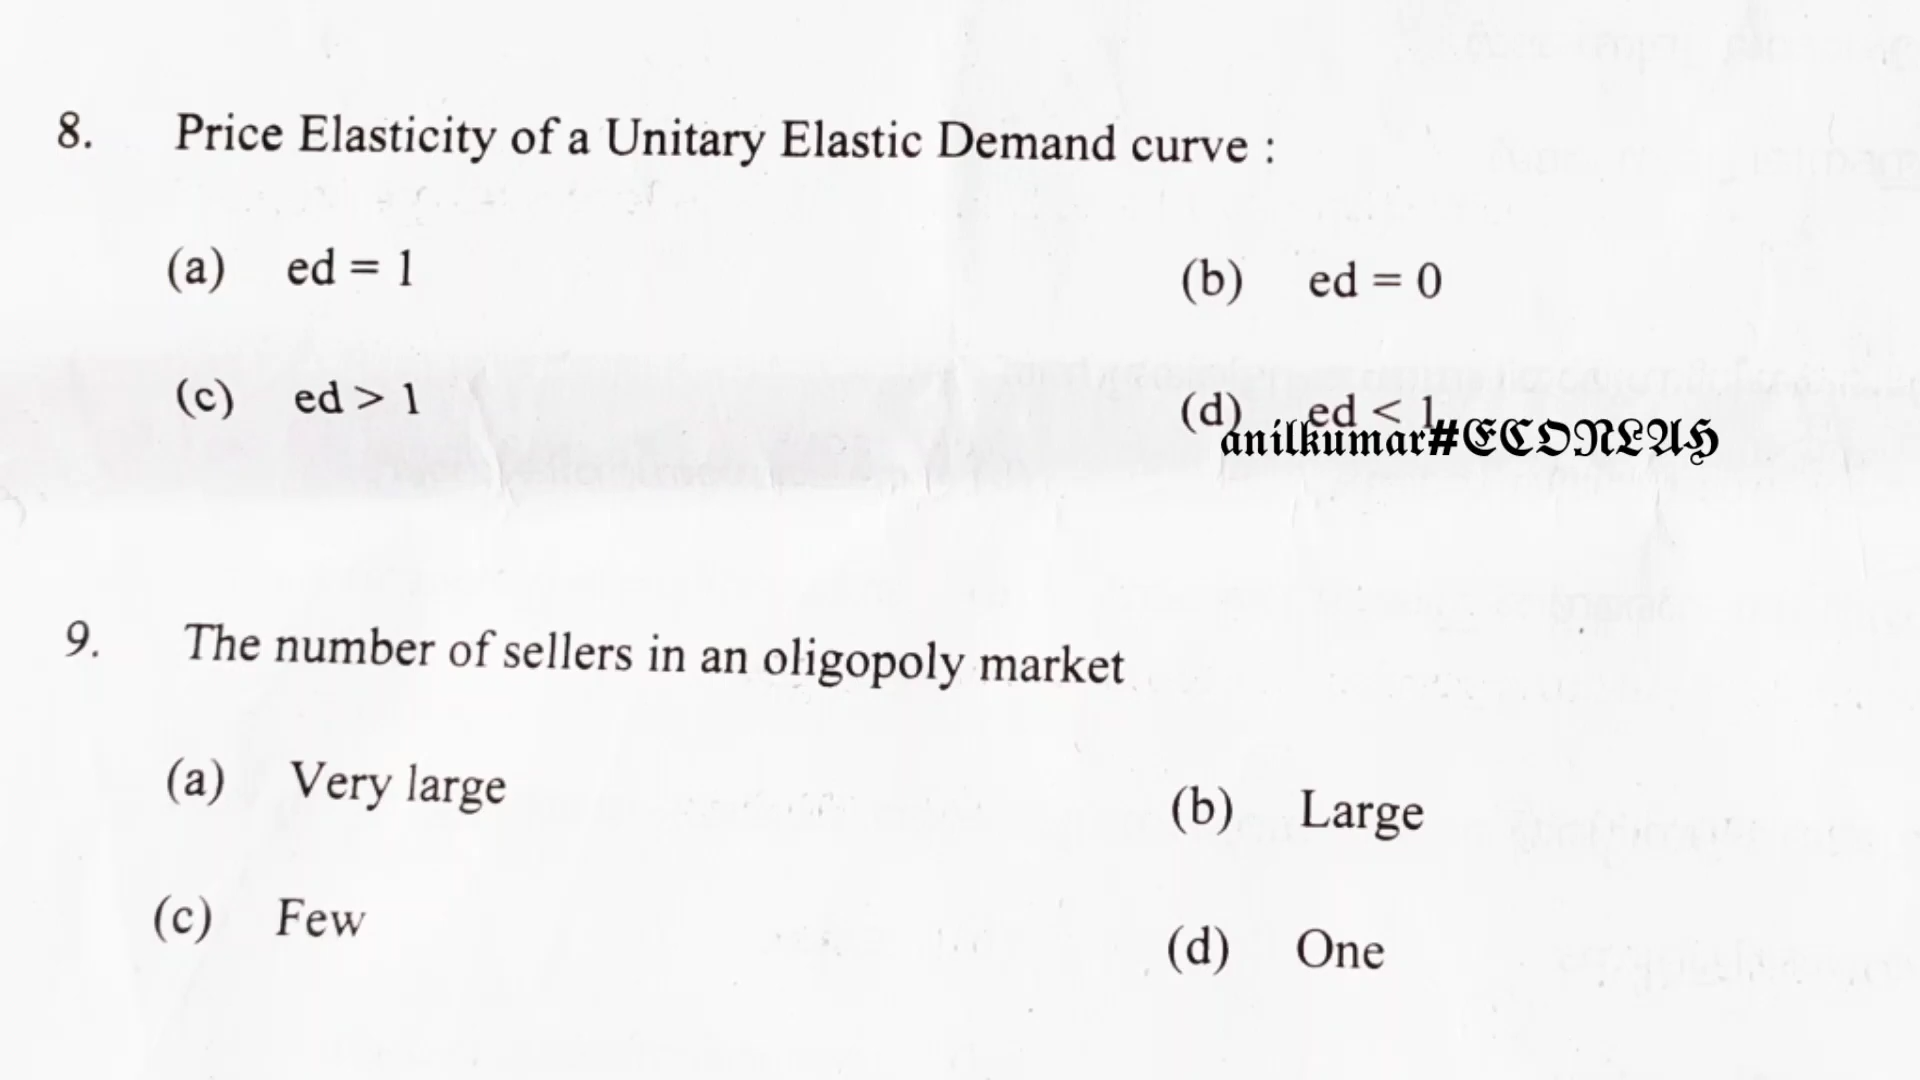 8. Price Elasticity of a Unitary Elastic Demand curve :
(a) ed = 1 (b) ed = 0
(c) ed > 1 (d) ed < 1
anilkumar#ECONLAH
9. The number of sellers in an oligopoly market
(a) Very large (b) Large
(c) Few (d) One